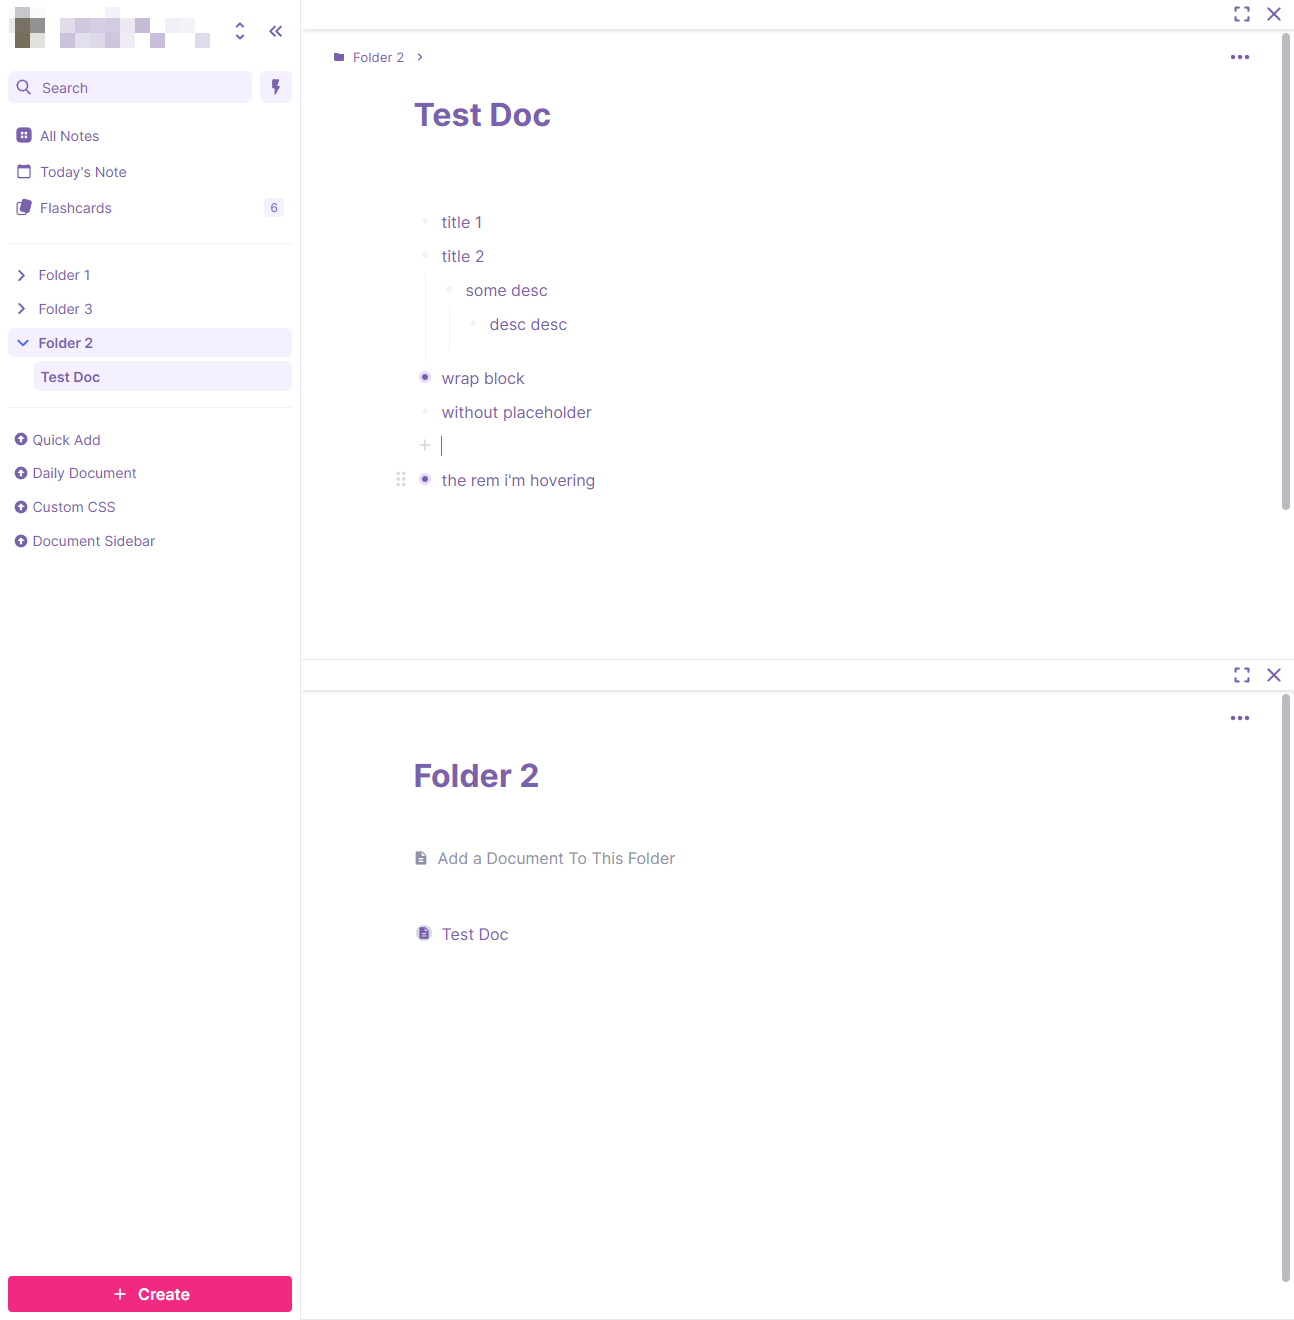 Search
All Notes
Today's Note
Flashcards 6
Folder 1
Folder 3
Folder 2
Test Doc
Quick Add
Daily Document
Custom CSS
Document Sidebar
+ Create
Folder 2 >
Test Doc
title 1
title 2
some desc
desc desc
wrap block
without placeholder
the rem i'm hovering
Folder 2
Add a Document To This Folder
Test Doc